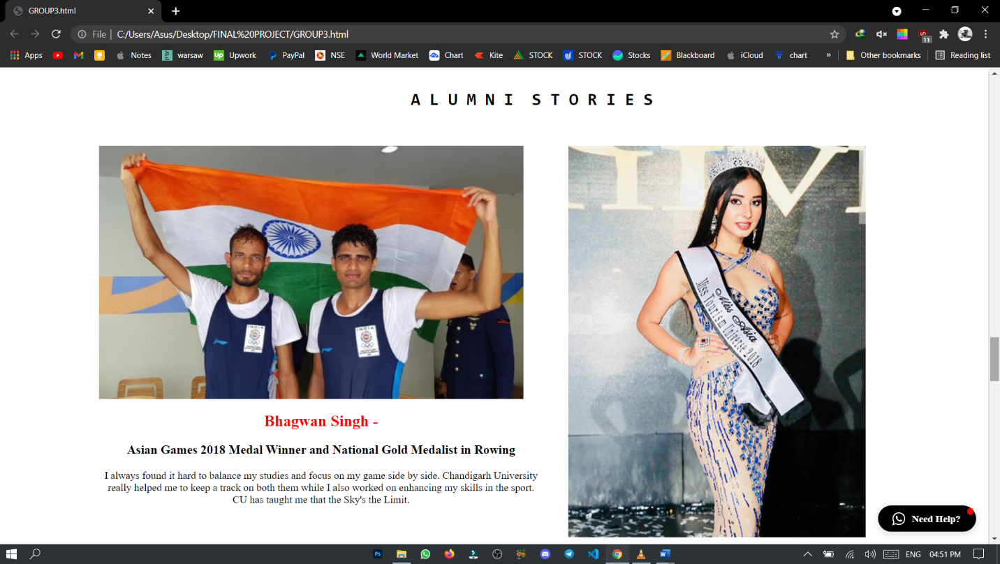 GROUP3.html
File | C:/Users/Asus/Desktop/FINAL%20PROJECT/GROUP3.html
11
Apps Notes warsaw Up Upwork PayPal NSE World Market Chart Kite STOCK STOCK Stocks Blackboard iCloud chart » Other bookmarks Reading list
ALUMNI STORIES
INDIA
INDIA
Miss Asia
Miss Tourism Universe 2018
Bhagwan Singh -
Asian Games 2018 Medal Winner and National Gold Medalist in Rowing
I always found it hard to balance my studies and focus on my game side by side. Chandigarh University
really helped me to keep a track on both them while I also worked on enhancing my skills in the sport.
CU has taught me that the Sky's the Limit.
Need Help?
Ps
ENG 04:51 PM